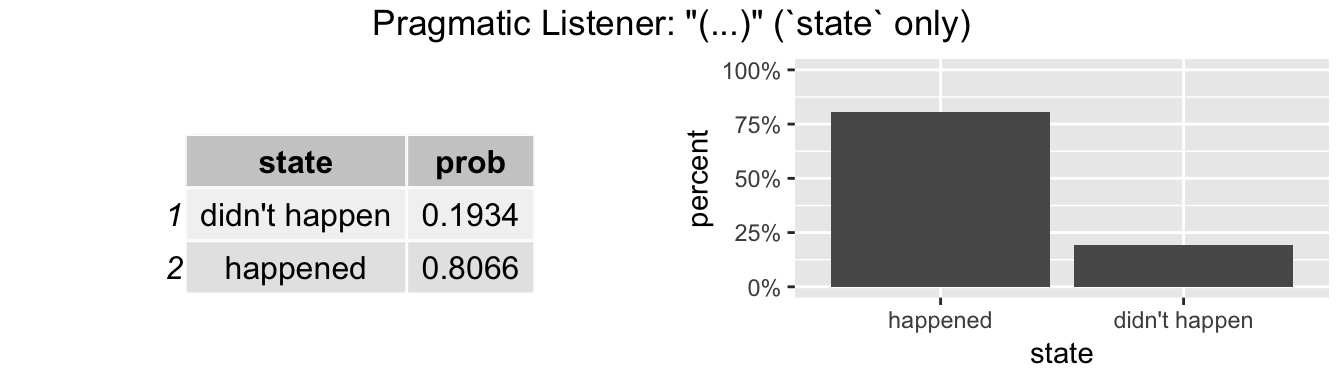 Pragmatic Listener: "(...)" (`state` only)
state prob
1 didn't happen 0.1934
2 happened 0.8066
percent
100%
75%
50%
25%
0%
happened didn't happen
state